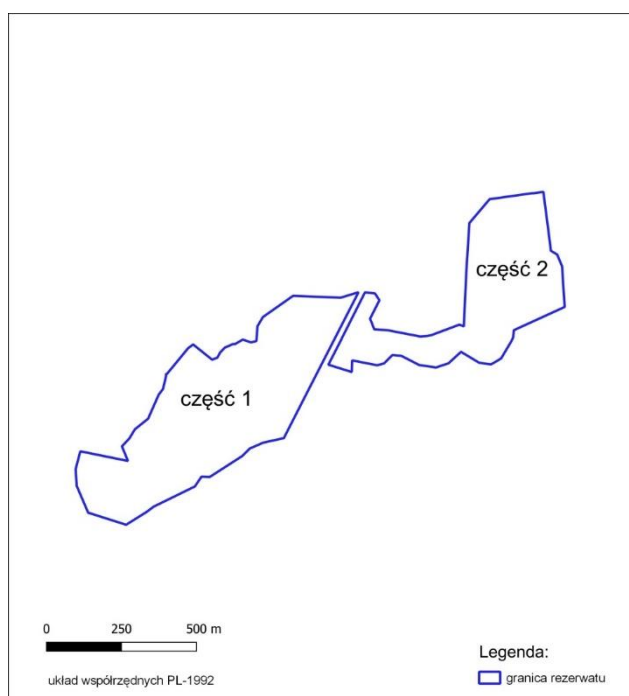 część 2
część 1
0 250 500 m
układ współrzędnych PL-1992
Legenda:
granica rezerwatu